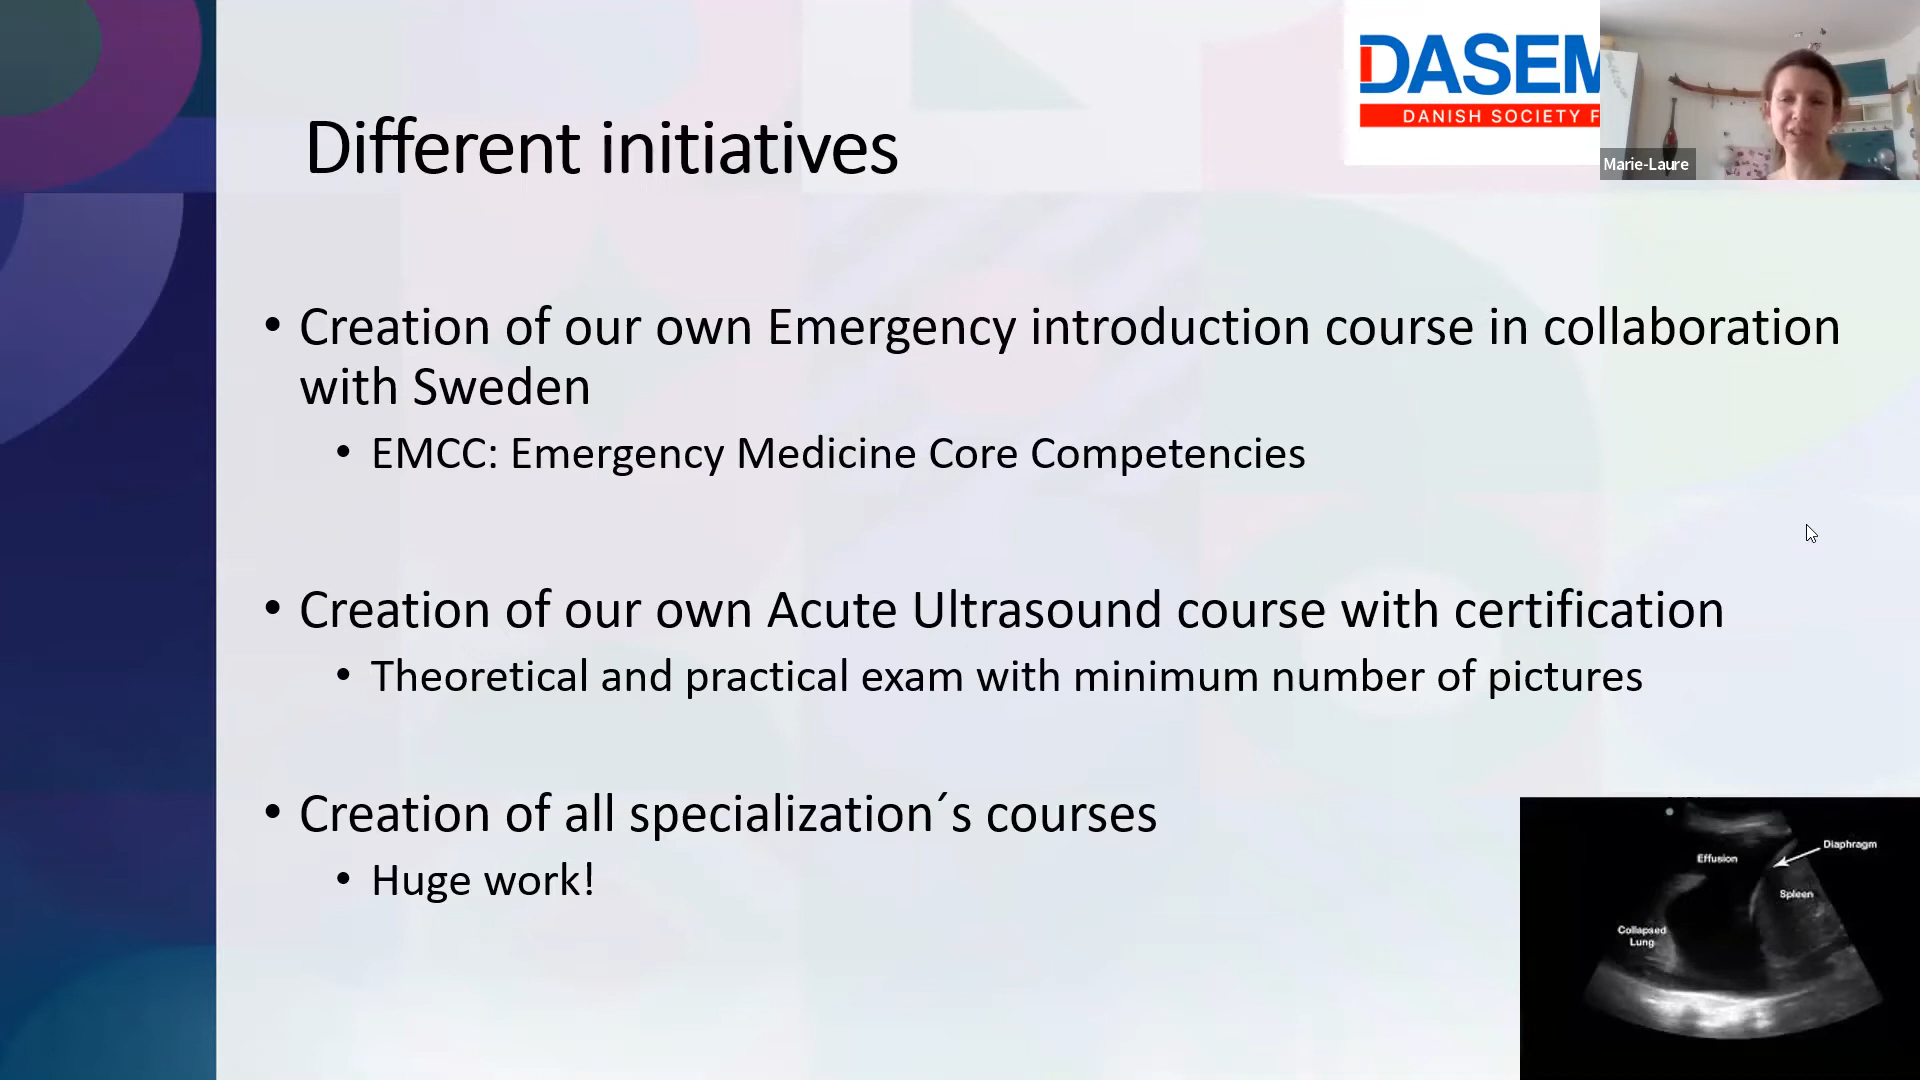 DASEM
DANISH SOCIETY F
Marie-Laure
Different initiatives
• Creation of our own Emergency introduction course in collaboration
with Sweden
• EMCC: Emergency Medicine Core Competencies
• Creation of our own Acute Ultrasound course with certification
• Theoretical and practical exam with minimum number of pictures
• Creation of all specialization´s courses
• Huge work!
Diaphragm
Effusion
Spleen
Collapsed
Lung